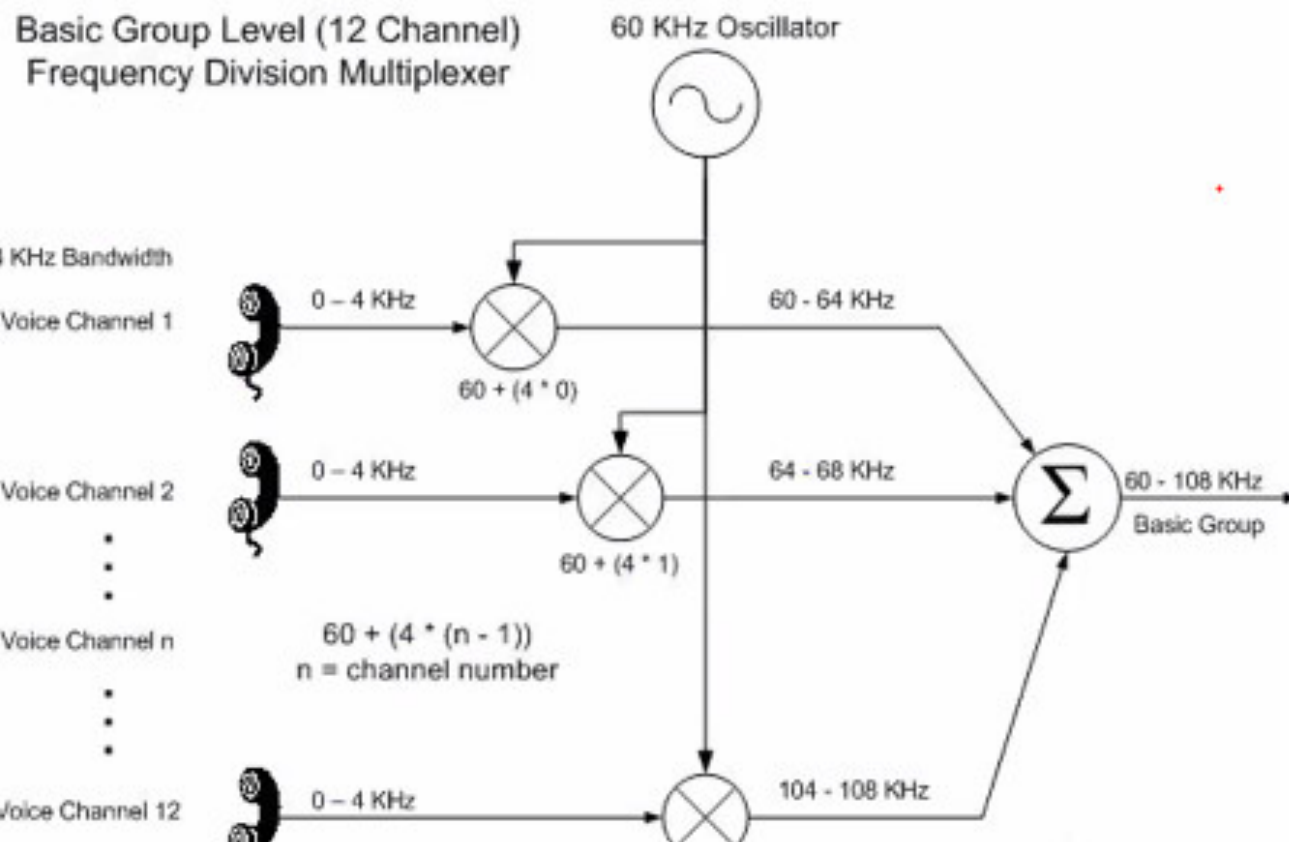 Basic Group Level (12 Channel)
Frequency Division Multiplexer
60 KHz Oscillator
KHz Bandwidth
Voice Channel 1
0 – 4 KHz
60 + (4 * 0)
60 - 64 KHz
Voice Channel 2
0 – 4 KHz
60 + (4 * 1)
64 - 68 KHz
Σ
60 - 108 KHz
Basic Group
Voice Channel n
60 + (4 * (n - 1))
n = channel number
Voice Channel 12
0 – 4 KHz
104 - 108 KHz